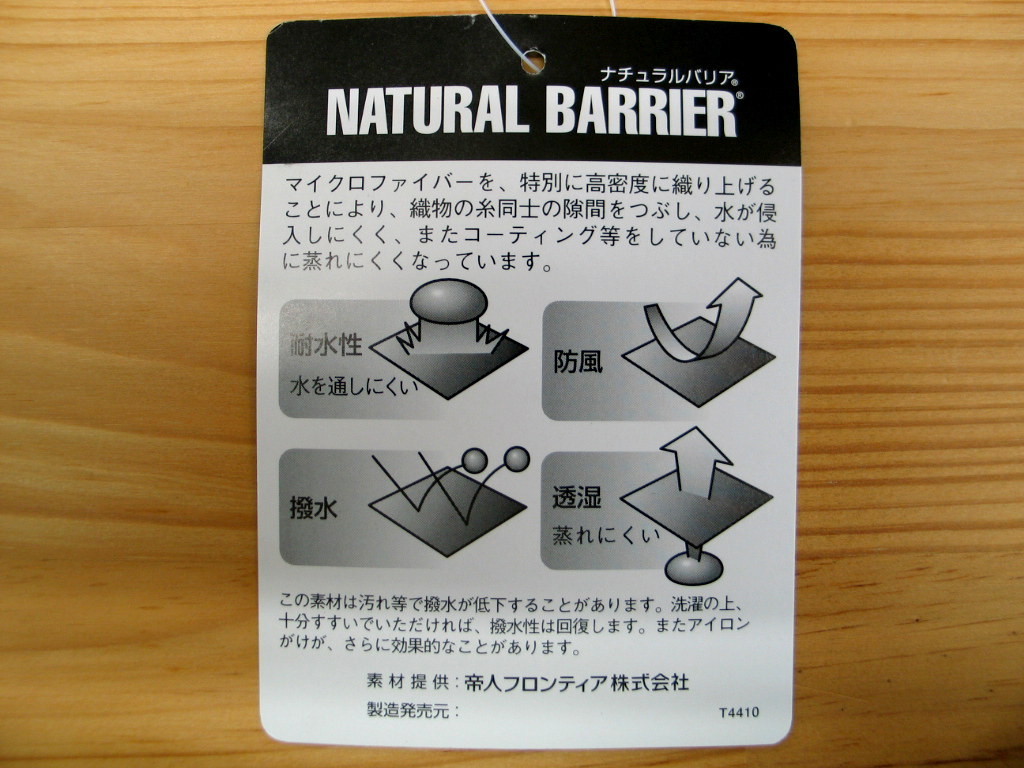 ナチュラルバリア®
NATURAL BARRIER®
マイクロファイバーを、特別に高密度に織り上げる
ことにより、織物の糸同士の隙間をつぶし、水が侵
入しにくく、またコーティング等をしていない為
に蒸れにくくなっています。
耐水性
水を通しにくい
防風
撥水
透湿
蒸れにくい
この素材は汚れ等で撥水が低下することがあります。洗濯の上、
十分すすいでいただければ、撥水性は回復します。またアイロン
がけが、さらに効果的なことがあります。
素材提供：帝人フロンティア株式会社
製造発売元：
T4410